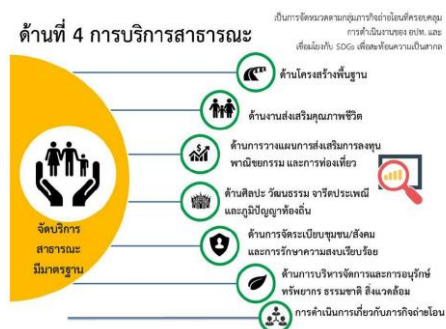 ด้านที่ 4 การบริการสาธารณะ
เป็นการจัดหมวดตามกลุ่มภารกิจถ่ายโอนที่ครอบคลุม
การดำเนินงานของ อปท. และ
เชื่อมโยงกับ SDGs เพื่อสะท้อนความเป็นสากล
ด้านโครงสร้างพื้นฐาน
ด้านงานส่งเสริมคุณภาพชีวิต
ด้านการวางแผนการส่งเสริมการลงทุน
พาณิชยกรรม และการท่องเที่ยว
ด้านศิลปะ วัฒนธรรม จารีตประเพณี
และภูมิปัญญาท้องถิ่น
จัดบริการ
สาธารณะ
มีมาตรฐาน
ด้านการจัดระเบียบชุมชน/สังคม
และการรักษาความสงบเรียบร้อย
ด้านการบริหารจัดการและการอนุรักษ์
ทรัพยากร ธรรมชาติ สิ่งแวดล้อม
การดำเนินการเกี่ยวกับภารกิจถ่ายโอน